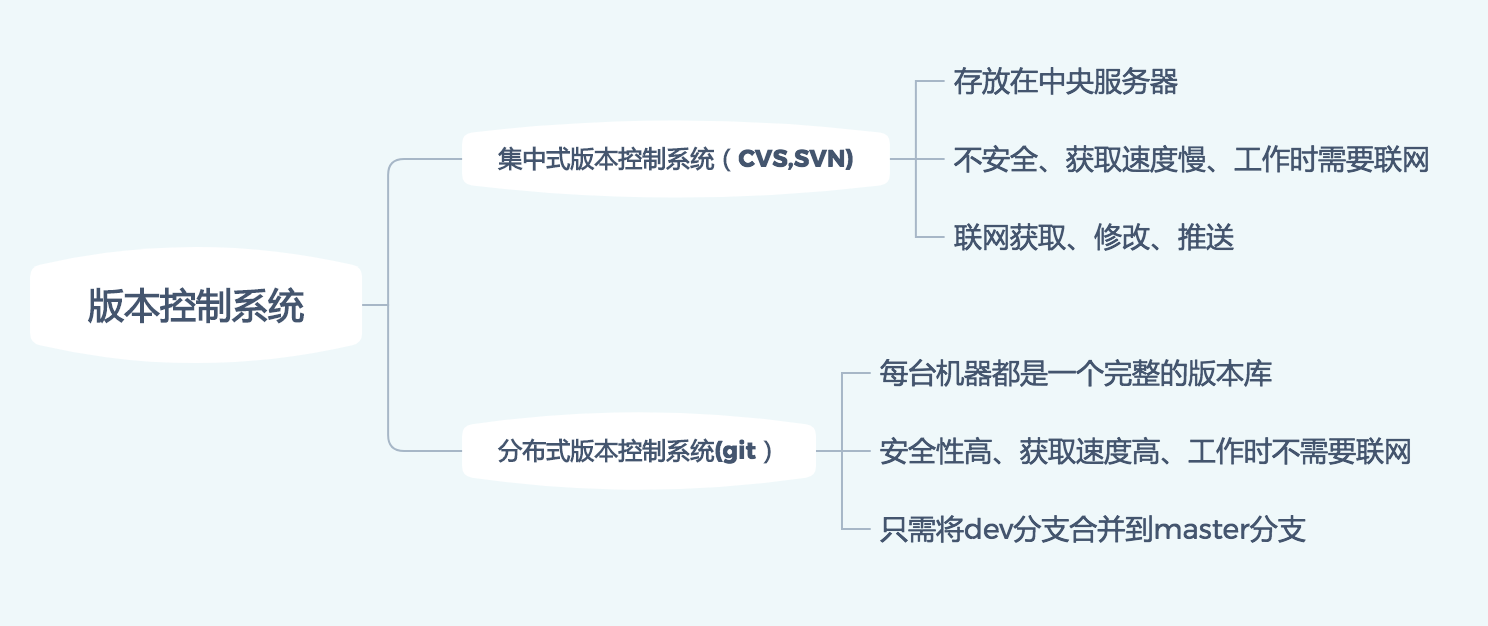 版本控制系统
集中式版本控制系统（CVS,SVN)
存放在中央服务器
不安全、获取速度慢、工作时需要联网
联网获取、修改、推送
分布式版本控制系统(git）
每台机器都是一个完整的版本库
安全性高、获取速度高、工作时不需要联网
只需将dev分支合并到master分支